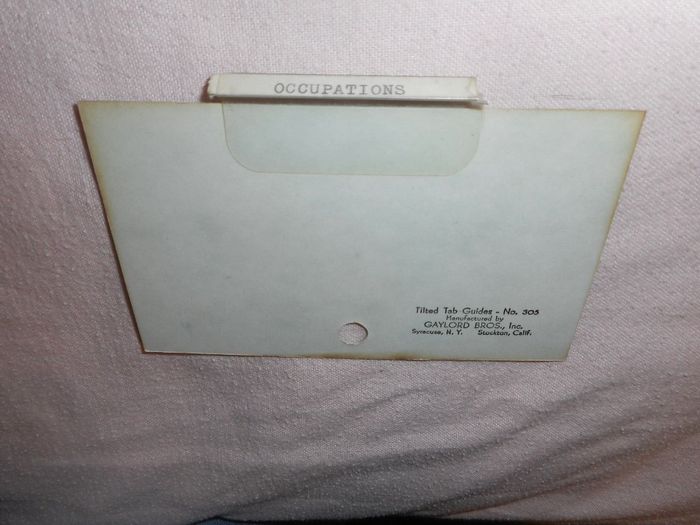 OCCUPATIONS
Tilted Tab Guides - No. 305
Manufactured by
GAYLORD BROS., Inc.
Syracuse, N. Y. Stockton, Calif.